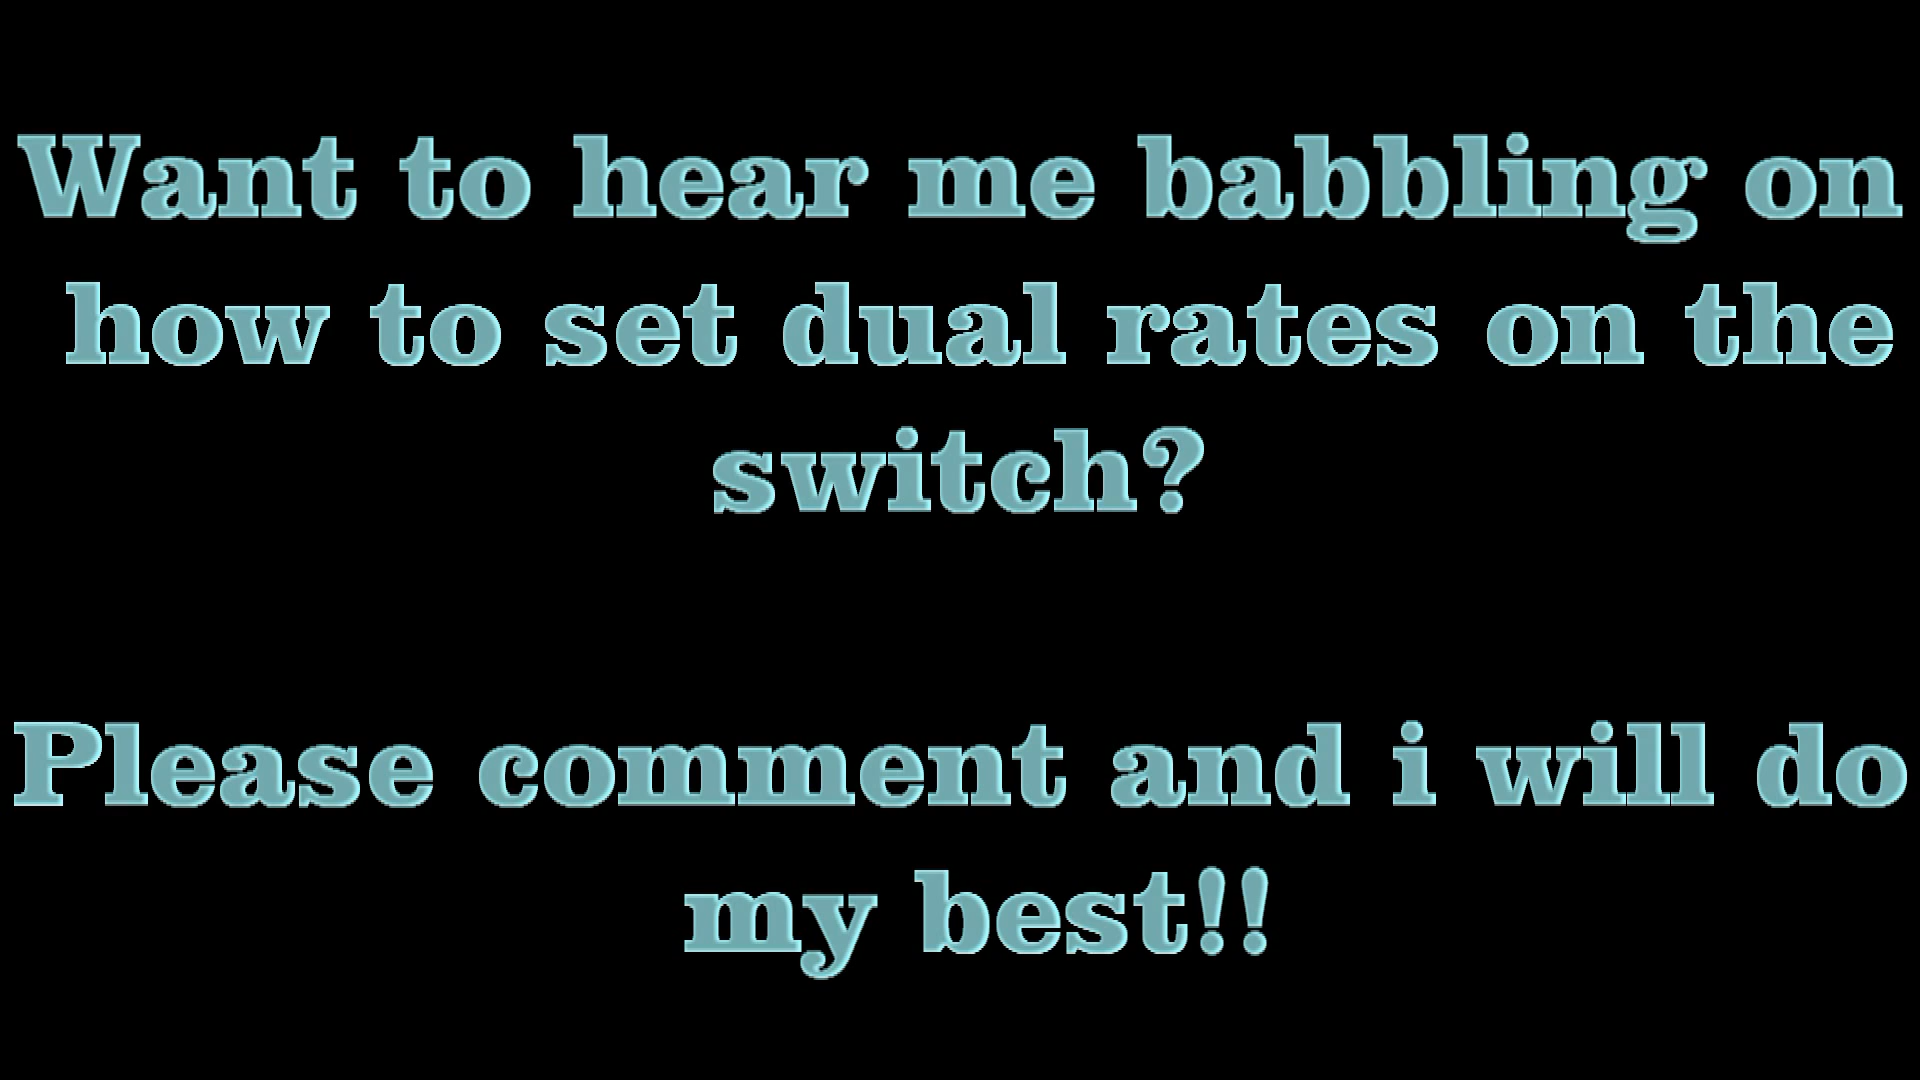 Want to hear me babbling on
how to set dual rates on the
switch?
Please comment and i will do
my best!!